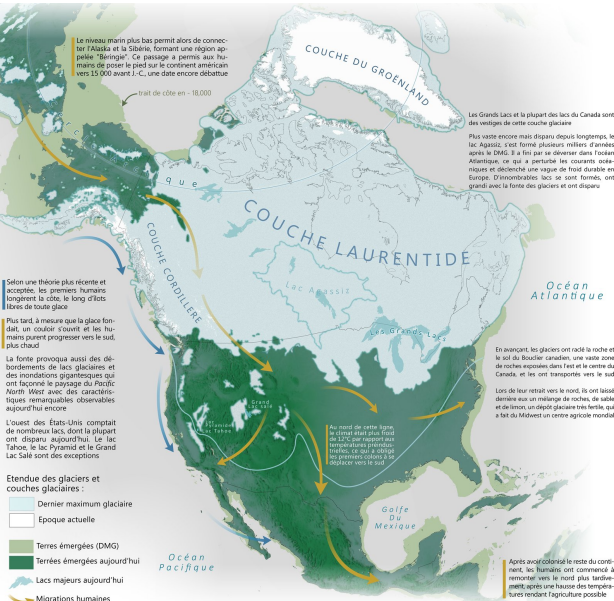 Le niveau marin plus bas permit alors de connec-
ter l'Alaska et la Sibérie, formant une région ap-
pelée "Béringie". Ce passage a permis aux hu-
mains de poser le pied sur le continent américain
vers 15 000 avant J.-C., une date encore débattue
trait de côte en - 18,000
COUCHE DU GROËNLAND
Les Grands Lacs et la plupart des lacs du Canada sont
des vestiges de cette couche glaciaire
Plus vaste encore mais disparu depuis longtemps, le
lac Agassiz, s'est formé plusieurs milliers d'années
après le DMG. Il a fini par se déverser dans l'océan
Atlantique, ce qui a perturbé les courants océa-
niques et déclenché une vague de froid durable en
Europe. D'innombrables lacs se sont formés, ont
grandi avec la fonte des glaciers et ont disparu
que
COUCHE LAURENTIDE
COUCHE CORDILLÈRE
Lac Agassiz
Les Grands Lacs
Océan
Atlantique
Selon une théorie plus récente et
acceptée, les premiers humains
longèrent la côte, le long d'îlots
libres de toute glace
Plus tard, à mesure que la glace fon-
dait, un couloir s'ouvrit et les hu-
mains purent progresser vers le sud,
plus chaud
La fonte provoqua aussi des dé-
bordements de lacs glaciaires et
des inondations gigantesques qui
ont façonné le paysage du Pacific
North West avec des caractéris-
tiques remarquables observables
aujourd'hui encore
L'ouest des États-Unis comptait
de nombreux lacs, dont la plupart
ont disparu aujourd'hui. Le lac
Tahoe, le lac Pyramid et le Grand
Lac Salé sont des exceptions
En avançant, les glaciers ont raclé la roche et
le sol du Bouclier canadien, une vaste zone
de roches exposées dans l'est et le centre du
Canada, et les ont transportés vers le sud
Lors de leur retrait vers le nord, ils ont laissé
derrière eux un mélange de roches, de sable
et de limon, un dépôt glaciaire très fertile, qui
a fait du Midwest un centre agricole mondial
Grand
Lac salé
Lac
Pyramide
Lac Tahoe
Au nord de cette ligne,
le climat était plus froid
de 12°C par rapport aux
températures préindus-
trielles, ce qui a obligé
les premiers colons à se
déplacer vers le sud
Golfe
Du
Mexique
Océan
Pacifique
Etendue des glaciers et
couches glaciaires :
Dernier maximum glaciaire
Epoque actuelle
Terres émergées (DMG)
Terrées émergées aujourd'hui
Lacs majeurs aujourd'hui
Migrations humaines
Après avoir colonisé le reste du conti-
nent, les humains ont commencé à
remonter vers le nord plus tardive-
ment, après une hausse des tempéra-
tures rendant l'agriculture possible